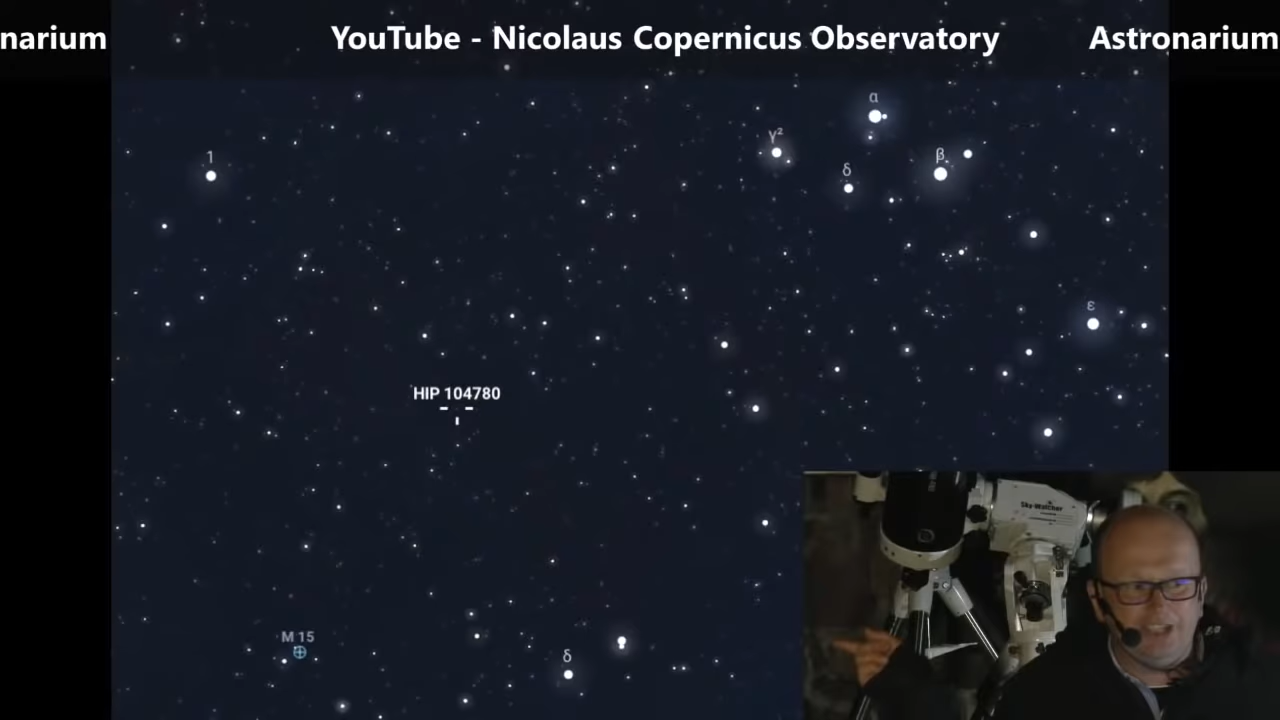 narium YouTube - Nicolaus Copernicus Observatory Astronarium
α
γ²
β
1
δ
ε
HIP 104780
Sky-Watcher
M 15
δ